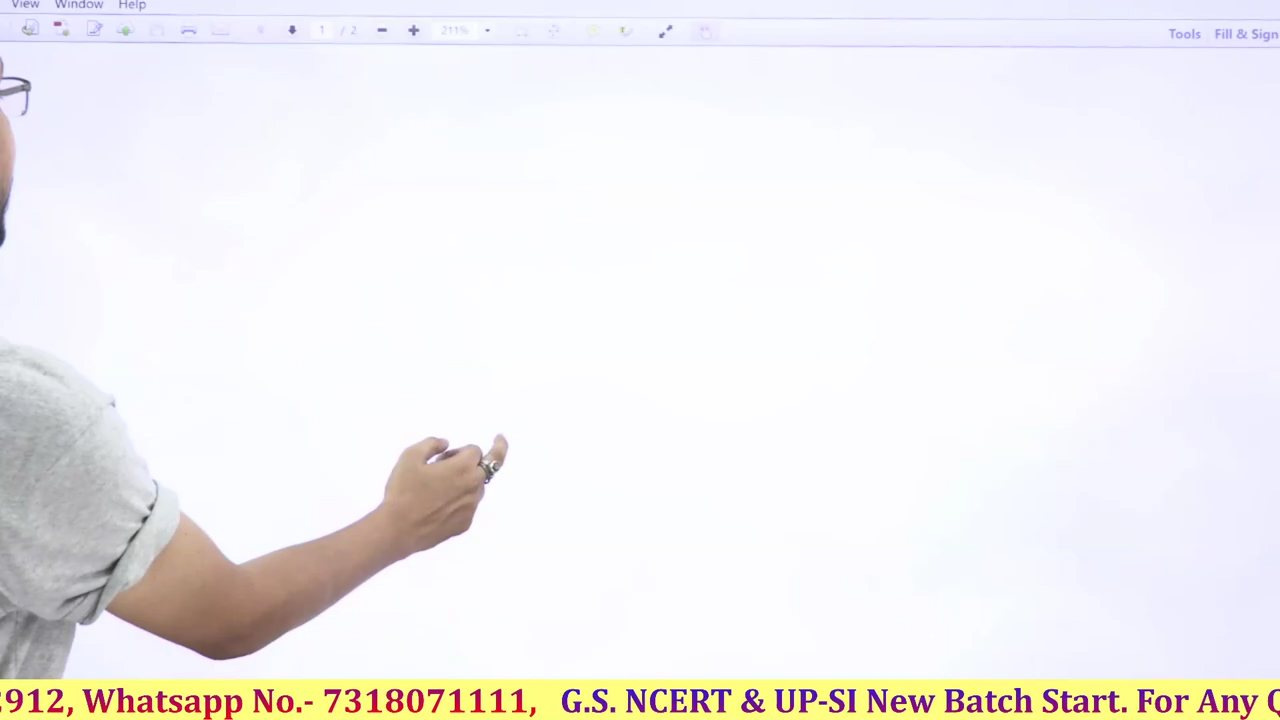 View Window Help
1 / 2 211% Tools Fill & Sign
912, Whatsapp No.- 7318071111, G.S. NCERT & UP-SI New Batch Start. For Any